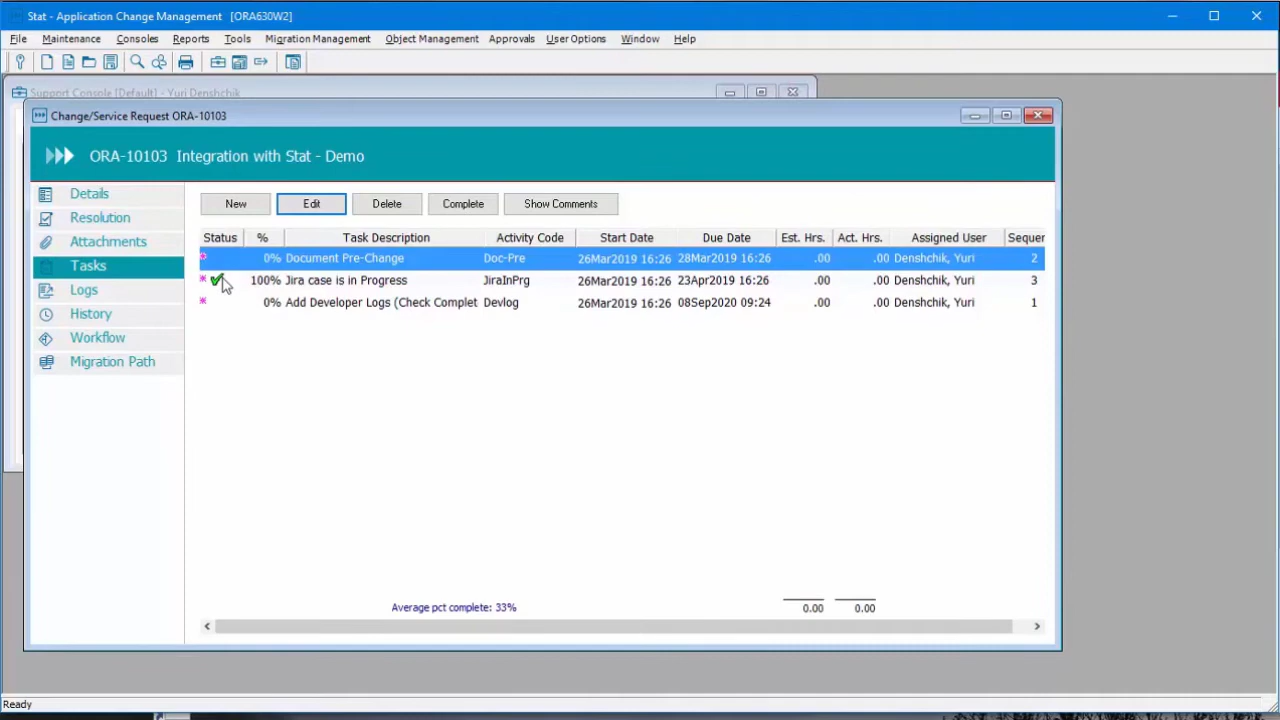 Stat - Application Change Management [ORA630W2]
File Maintenance Consoles Reports Tools Migration Management Object Management Approvals User Options Window Help
Support Console [Default] - Yuri Denshchik
Change/Service Request ORA-10103
ORA-10103 Integration with Stat - Demo
Details
Resolution
Attachments
Tasks
Logs
History
Workflow
Migration Path
New Edit Delete Complete Show Comments
Status % Task Description Activity Code Start Date Due Date Est. Hrs. Act. Hrs. Assigned User Sequer
* 0% Document Pre-Change Doc-Pre 26Mar2019 16:26 28Mar2019 16:26 .00 .00 Denshchik, Yuri 2
* 100% Jira case is in Progress JiraInPrg 26Mar2019 16:26 23Apr2019 16:26 .00 .00 Denshchik, Yuri 3
* 0% Add Developer Logs (Check Complet Devlog 26Mar2019 16:26 08Sep2020 09:24 .00 .00 Denshchik, Yuri 1
Average pct complete: 33% 0.00 0.00
Ready